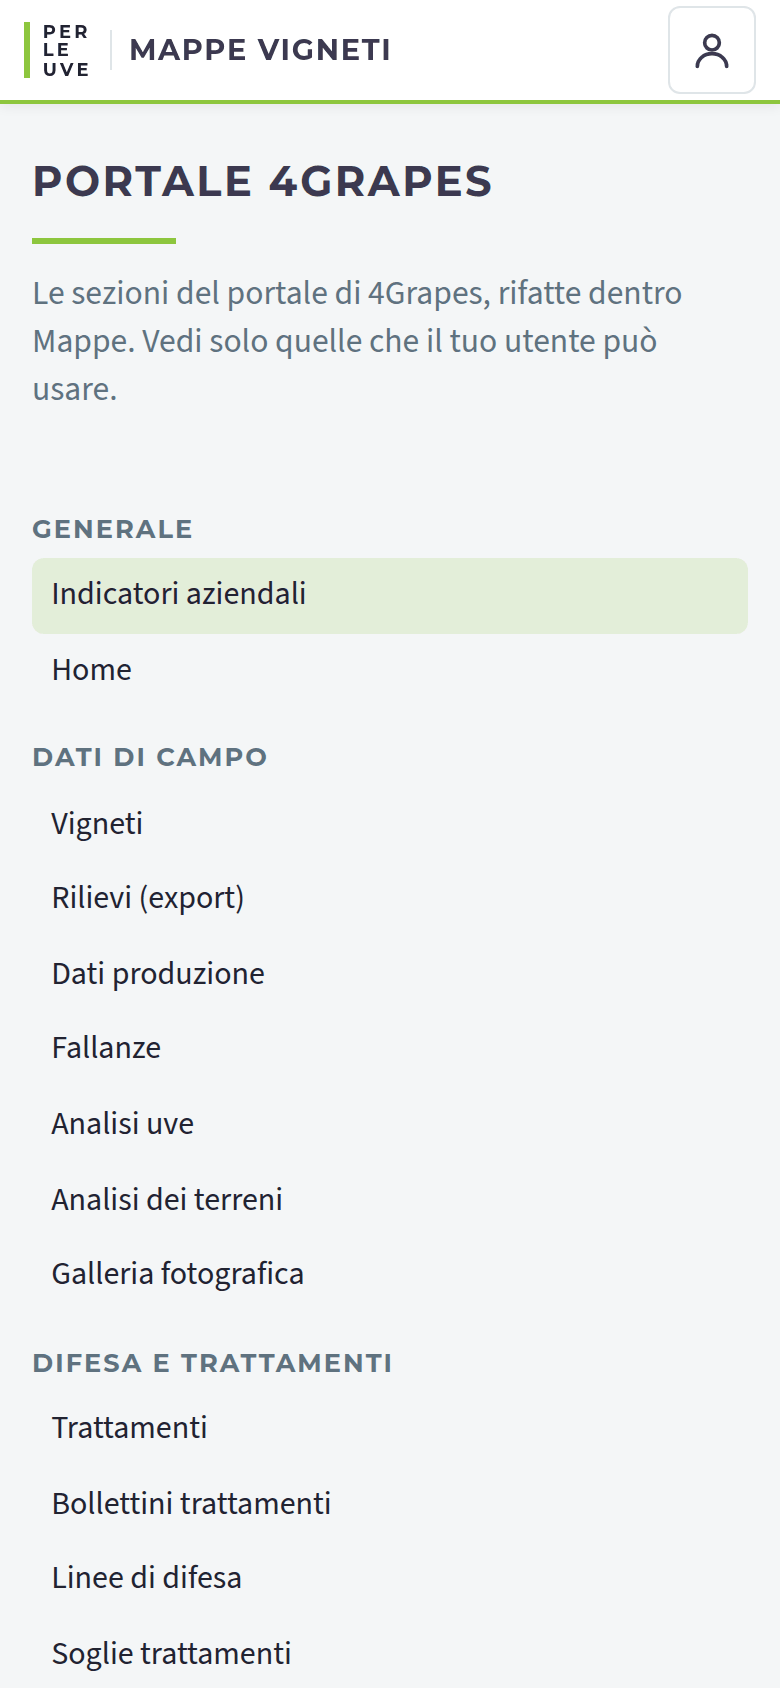 PER
LE
UVE
MAPPE VIGNETI
PORTALE 4GRAPES
Le sezioni del portale di 4Grapes, rifatte dentro
Mappe. Vedi solo quelle che il tuo utente può
usare.
GENERALE
Indicatori aziendali
Home
DATI DI CAMPO
Vigneti
Rilievi (export)
Dati produzione
Fallanze
Analisi uve
Analisi dei terreni
Galleria fotografica
DIFESA E TRATTAMENTI
Trattamenti
Bollettini trattamenti
Linee di difesa
Soglie trattamenti